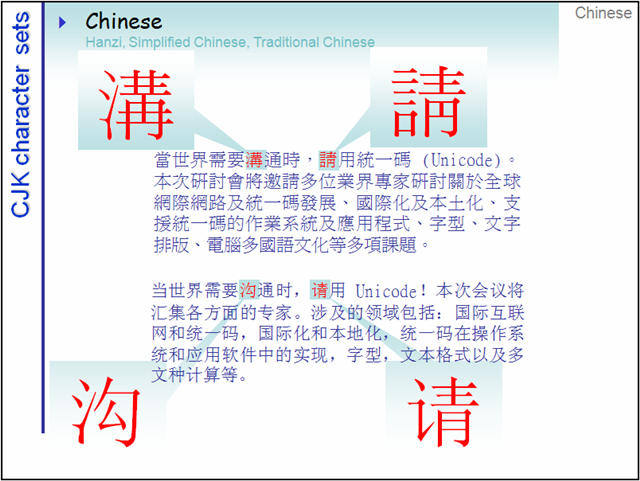 Chinese
CJK character sets
Chinese
Hanzi, Simplified Chinese, Traditional Chinese
溝
請
當世界需要溝通時，請用統一碼 (Unicode)。
本次研討會將邀請多位業界專家研討關於全球
網際網路及統一碼發展、國際化及本土化、支
援統一碼的作業系統及應用程式、字型、文字
排版、電腦多國語文化等多項課題。
当世界需要沟通时，请用 Unicode！本次会议将
汇集各方面的专家。涉及的领域包括：国际互联
网和统一码，国际化和本地化，统一码在操作系
统和应用软件中的实现，字型，文本格式以及多
文种计算等。
沟
请